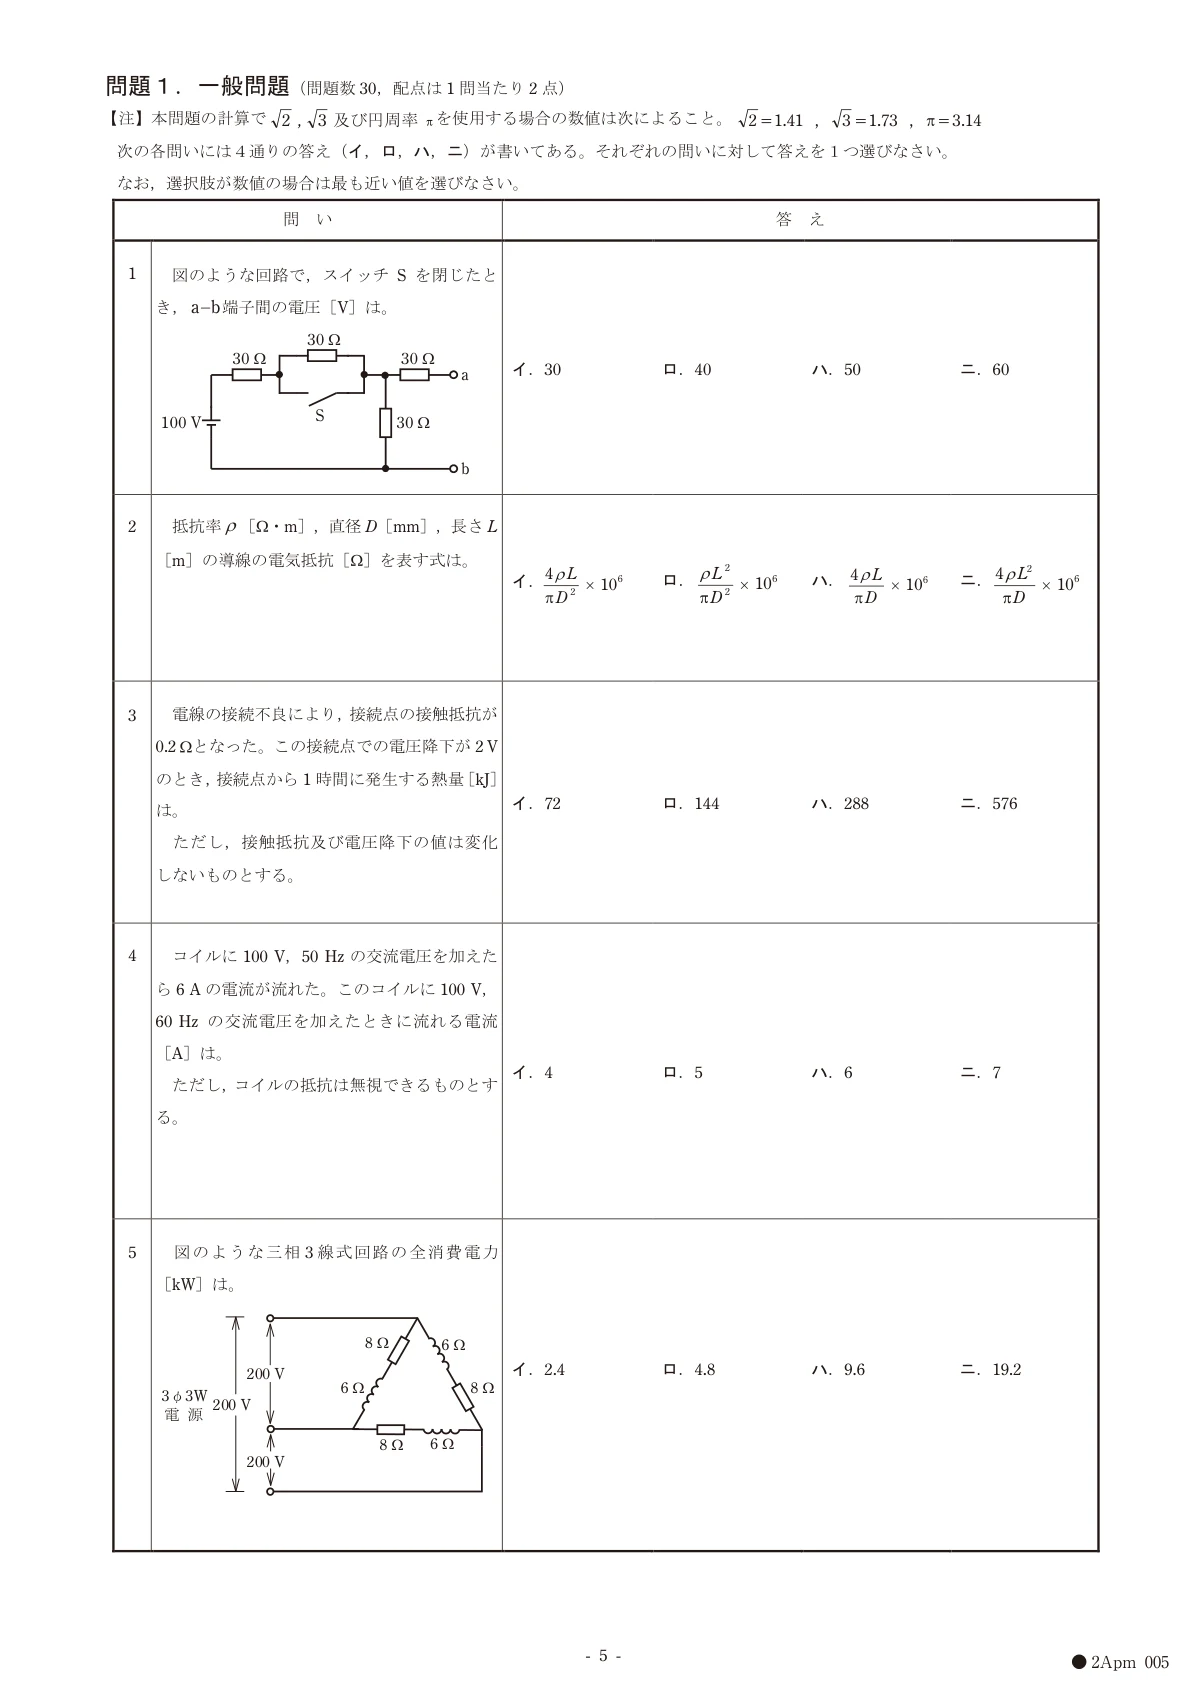 問題１．一般問題（問題数 30，配点は 1 問当たり 2 点）
【注】本問題の計算で √2 , √3 及び円周率 π を使用する場合の数値は次によること。 √2＝1.41 ， √3＝1.73 ， π＝3.14
次の各問いには 4 通りの答え（イ，ロ，ハ，ニ）が書いてある。それぞれの問いに対して答えを 1 つ選びなさい。
なお，選択肢が数値の場合は最も近い値を選びなさい。
問 い　答 え
1
図のような回路で，スイッチ S を閉じたと
き，a−b端子間の電圧［V］は。
30 Ω
30 Ω　30 Ω
a
S
100 V　30 Ω
b
イ．30　ロ．40　ハ．50　ニ．60
2
抵抗率 ρ［Ω・m］，直径 D［mm］，長さ L
［m］の導線の電気抵抗［Ω］を表す式は。
イ．4ρL/πD² × 10⁶　ロ．ρL²/πD² × 10⁶　ハ．4ρL/πD × 10⁶　ニ．4ρL²/πD × 10⁶
3
電線の接続不良により，接続点の接触抵抗が
0.2 Ωとなった。この接続点での電圧降下が 2 V
のとき，接続点から 1 時間に発生する熱量［kJ］
は。
ただし，接触抵抗及び電圧降下の値は変化
しないものとする。
イ．72　ロ．144　ハ．288　ニ．576
4
コイルに 100 V，50 Hz の交流電圧を加えた
ら 6 A の電流が流れた。このコイルに 100 V，
60 Hz の交流電圧を加えたときに流れる電流
［A］は。
ただし，コイルの抵抗は無視できるものとす
る。
イ．4　ロ．5　ハ．6　ニ．7
5
図のような三相 3 線式回路の全消費電力
［kW］は。
8 Ω　6 Ω
200 V
6 Ω　8 Ω
3φ3W　200 V
電 源
8 Ω　6 Ω
200 V
イ．2.4　ロ．4.8　ハ．9.6　ニ．19.2
- 5 -
●2Apm 005